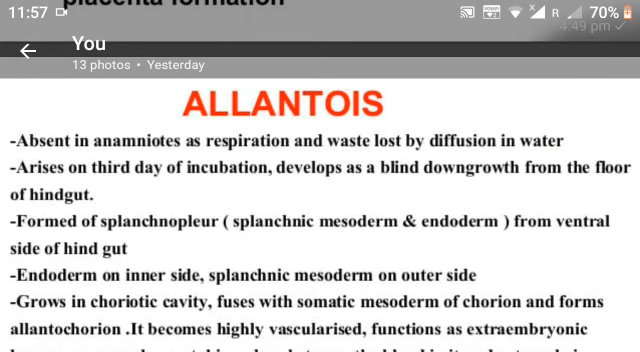 placenta formation
11:57
R
70%
4:49 pm
You
13 photos • Yesterday
ALLANTOIS
-Absent in anamniotes as respiration and waste lost by diffusion in water
-Arises on third day of incubation, develops as a blind downgrowth from the floor
of hindgut.
-Formed of splanchnopleur ( splanchnic mesoderm & endoderm ) from ventral
side of hind gut
-Endoderm on inner side, splanchnic mesoderm on outer side
-Grows in choriotic cavity, fuses with somatic mesoderm of chorion and forms
allantochorion .It becomes highly vascularised, functions as extraembryonic